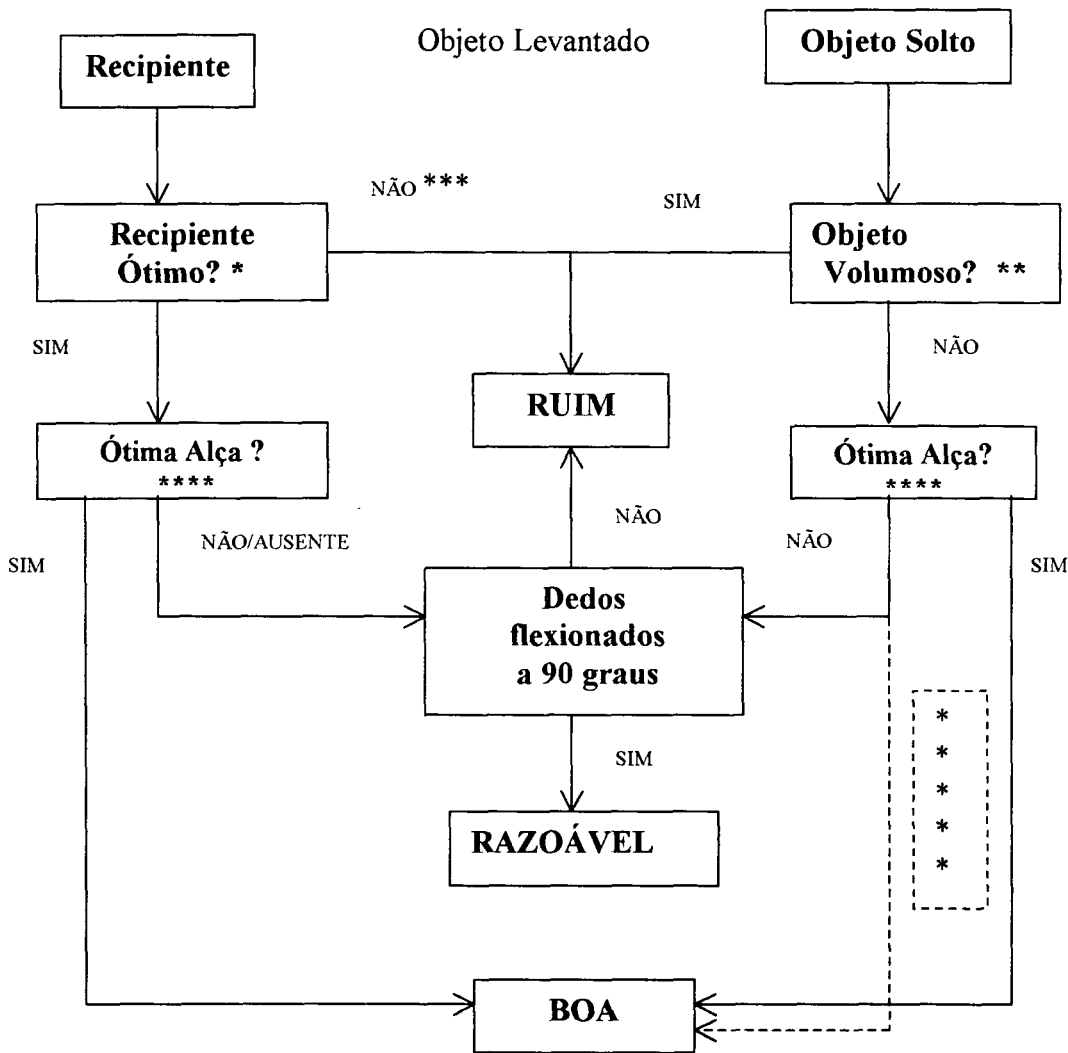 Objeto Levantado
Recipiente
Objeto Solto
NÃO ***
SIM
Recipiente
Ótimo? *
Objeto
Volumoso? **
SIM
NÃO
RUIM
Ótima Alça ?
****
Ótima Alça?
****
NÃO
SIM
NÃO/AUSENTE
NÃO
SIM
Dedos
flexionados
a 90 graus
*
*
*
*
*
SIM
RAZOÁVEL
BOA